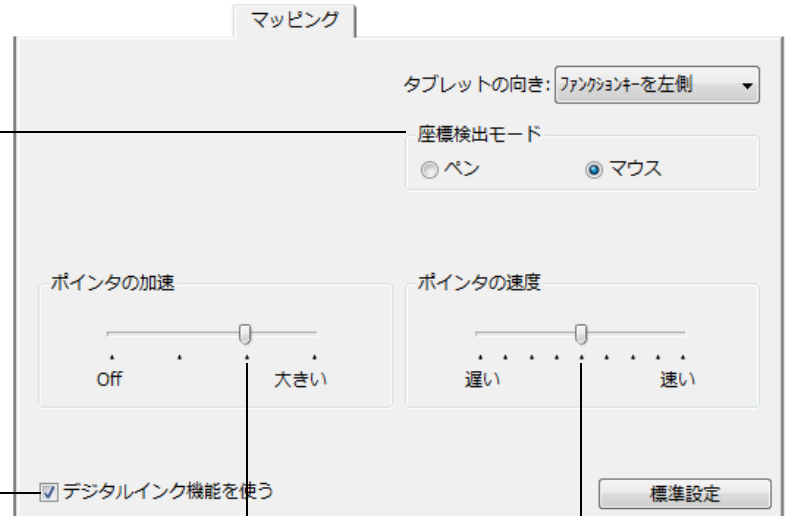 マッピング
タブレットの向き: ファンクションキーを左側
座標検出モード
ペン マウス
ポインタの加速 ポインタの速度
Off 大きい 遅い 速い
デジタルインク機能を使う 標準設定